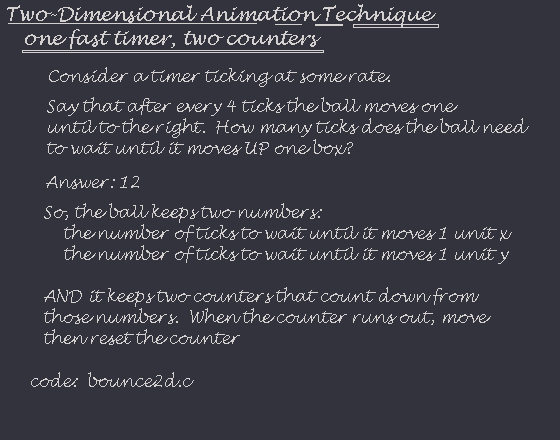 Two-Dimensional Animation Technique
one fast timer, two counters
Consider a timer ticking at some rate.
Say that after every 4 ticks the ball moves one
until to the right. How many ticks does the ball need
to wait until it moves UP one box?
Answer: 12
So, the ball keeps two numbers:
the number of ticks to wait until it moves 1 unit x
the number of ticks to wait until it moves 1 unit y
AND it keeps two counters that count down from
those numbers. When the counter runs out, move
then reset the counter
code: bounce2d.c